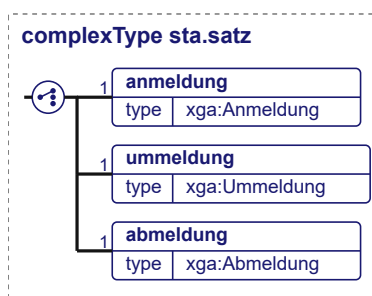 complexType sta.satz
1 anmeldung
type xga:Anmeldung
1 ummeldung
type xga:Ummeldung
1 abmeldung
type xga:Abmeldung